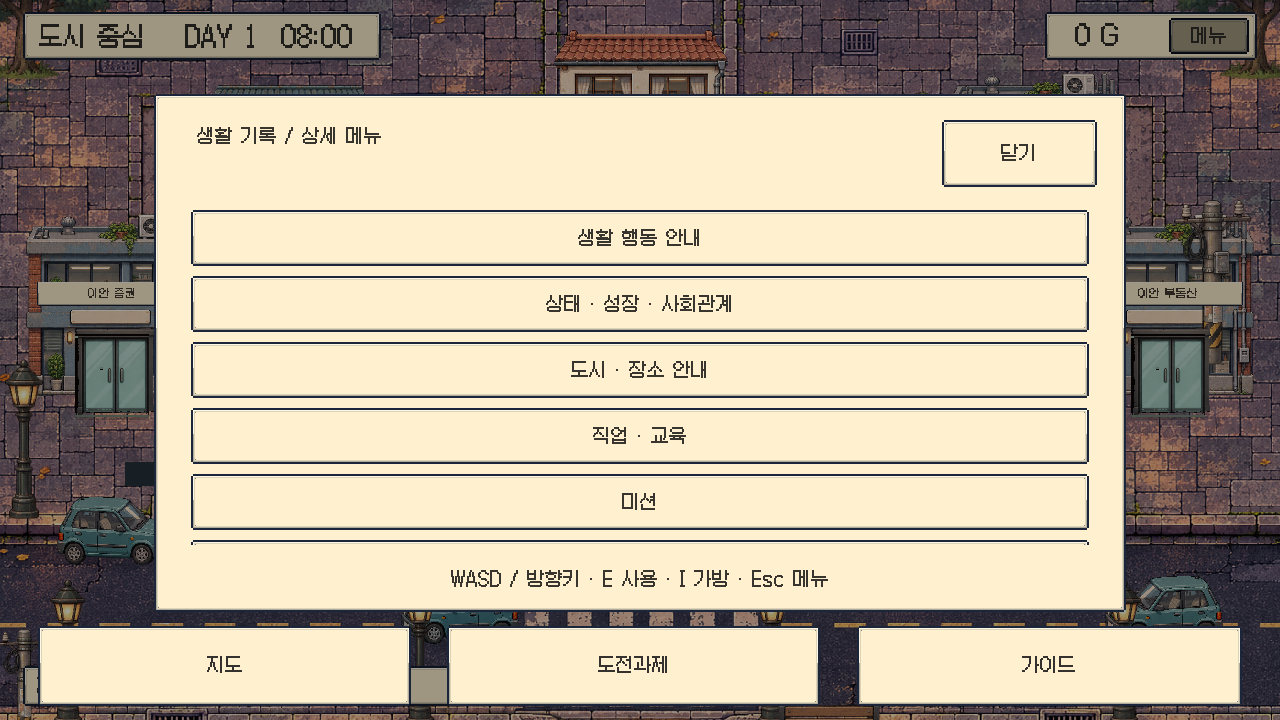 도시 중심 DAY 1 08:00
0 G 메뉴
생활 기록 / 상세 메뉴
닫기
생활 행동 안내
상태 · 성장 · 사회관계
이안 증권
이안 부동산
도시 · 장소 안내
직업 · 교육
미션
WASD / 방향키 · E 사용 · I 가방 · Esc 메뉴
지도 도전과제 가이드